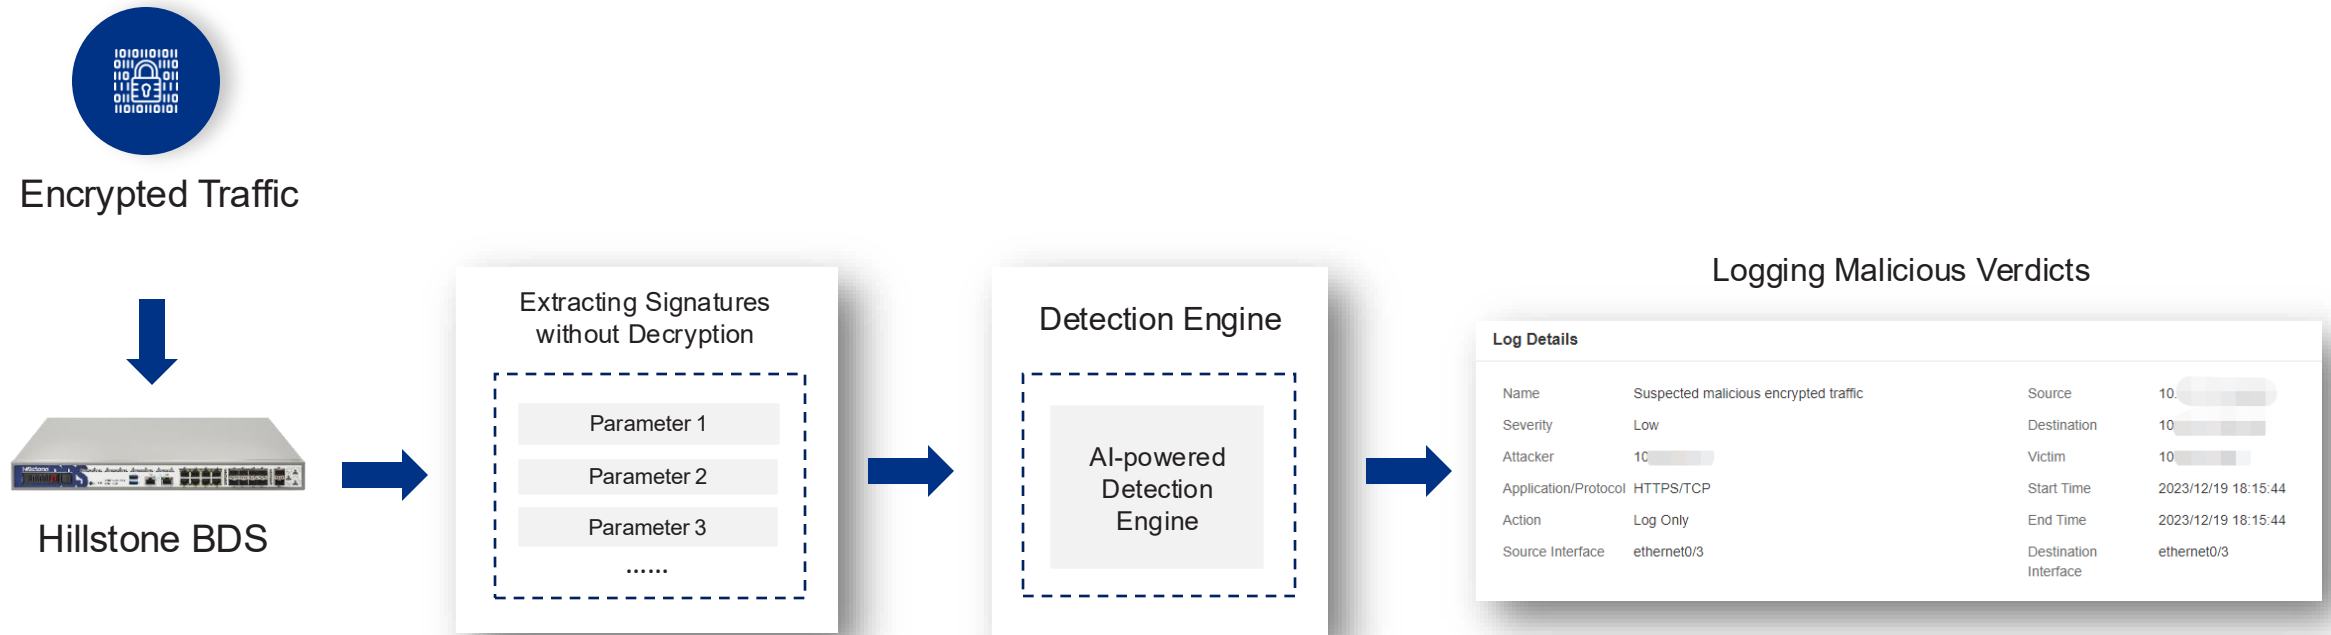 1010110101
Encrypted Traffic
Hillstone
Hillstone BDS
Extracting Signatures
without Decryption
Parameter 1
Parameter 2
Parameter 3
......
Detection Engine
AI-powered
Detection
Engine
Logging Malicious Verdicts
Log Details
Name Suspected malicious encrypted traffic Source 10.
Severity Low Destination 10
Attacker 10 Victim 10
Application/Protocol HTTPS/TCP Start Time 2023/12/19 18:15:44
Action Log Only End Time 2023/12/19 18:15:44
Source Interface ethernet0/3 Destination Interface ethernet0/3